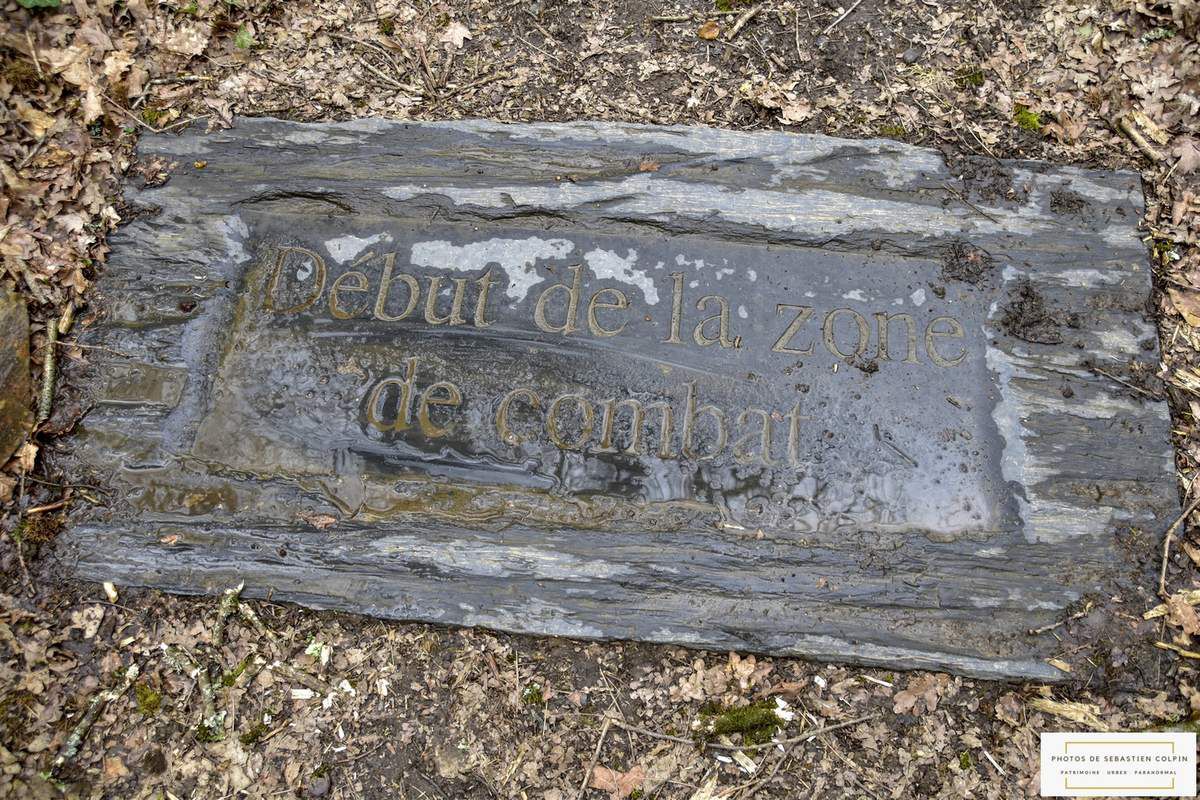 Début de la zone
de combat
PHOTOS DE SEBASTIEN COLPIN
PATRIMOINE . URBEX . PARANORMAL